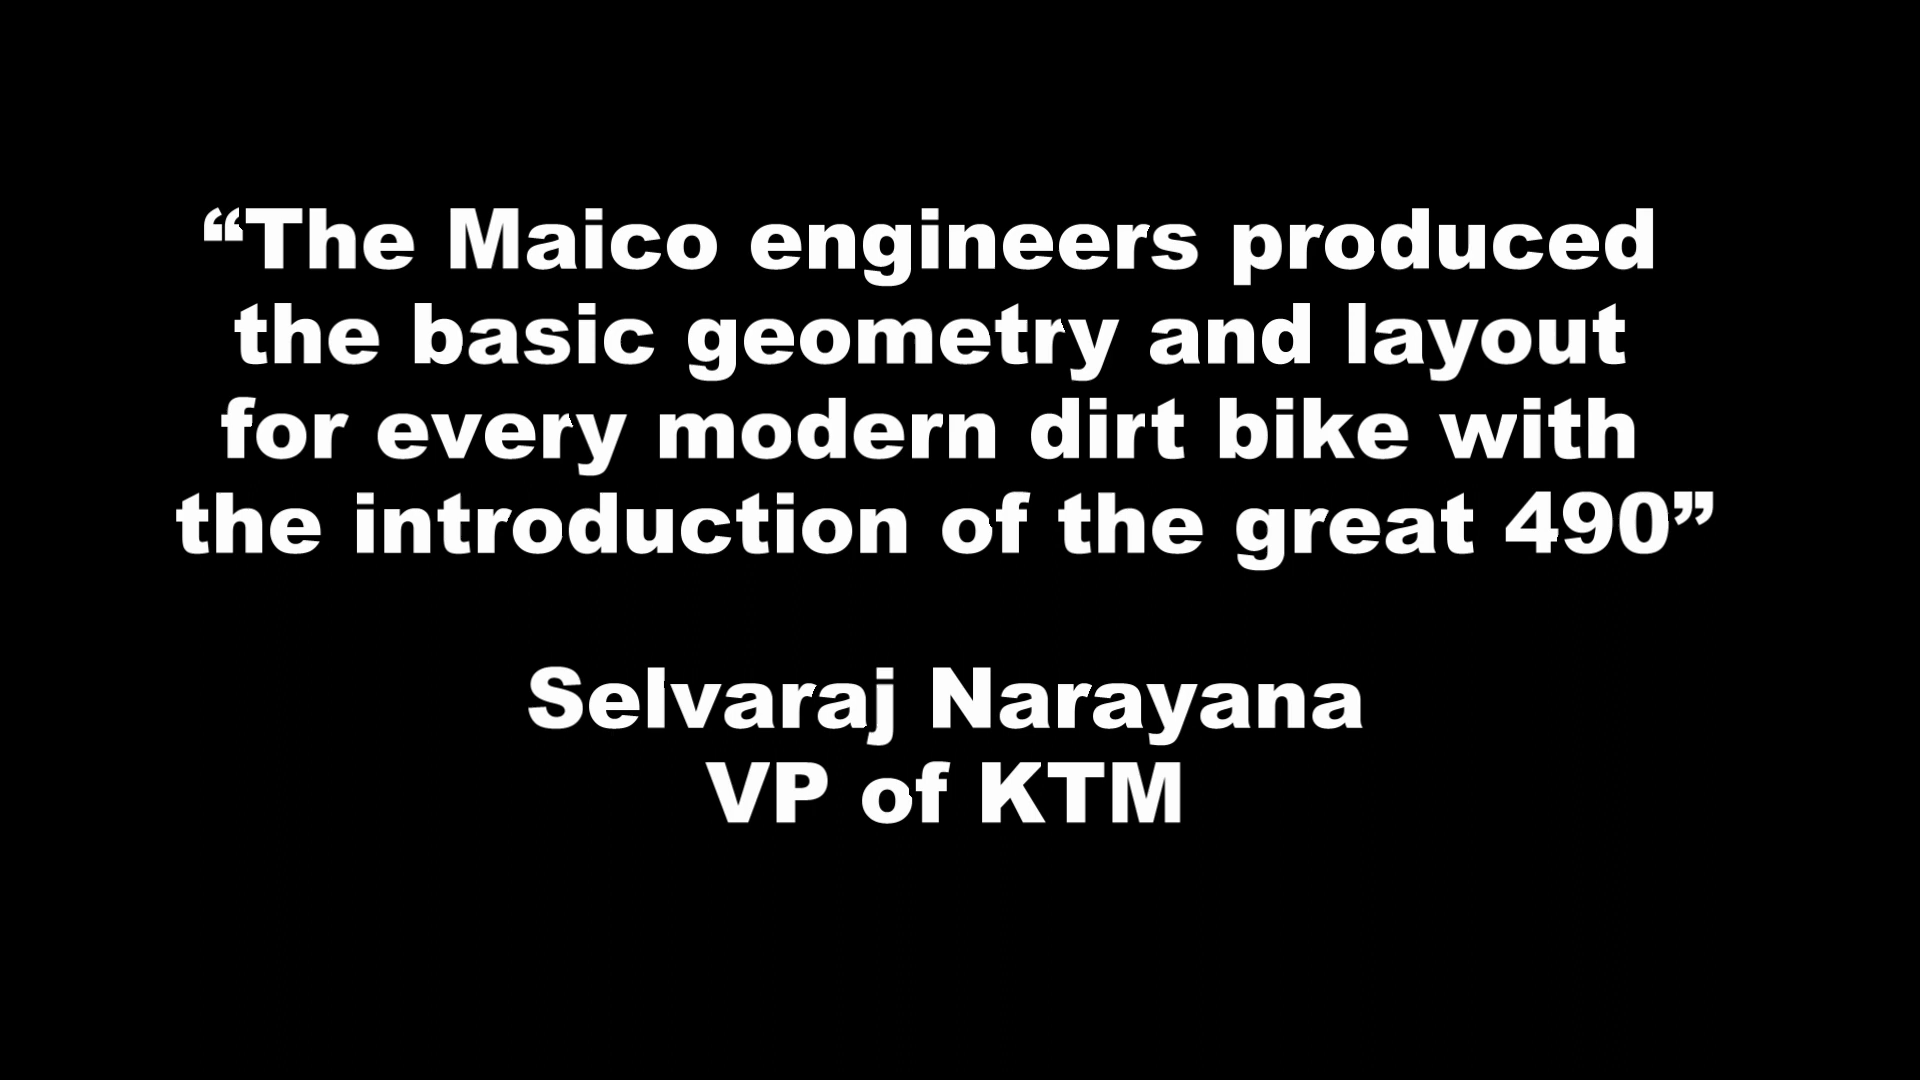 “The Maico engineers produced
the basic geometry and layout
for every modern dirt bike with
the introduction of the great 490”
Selvaraj Narayana
VP of KTM